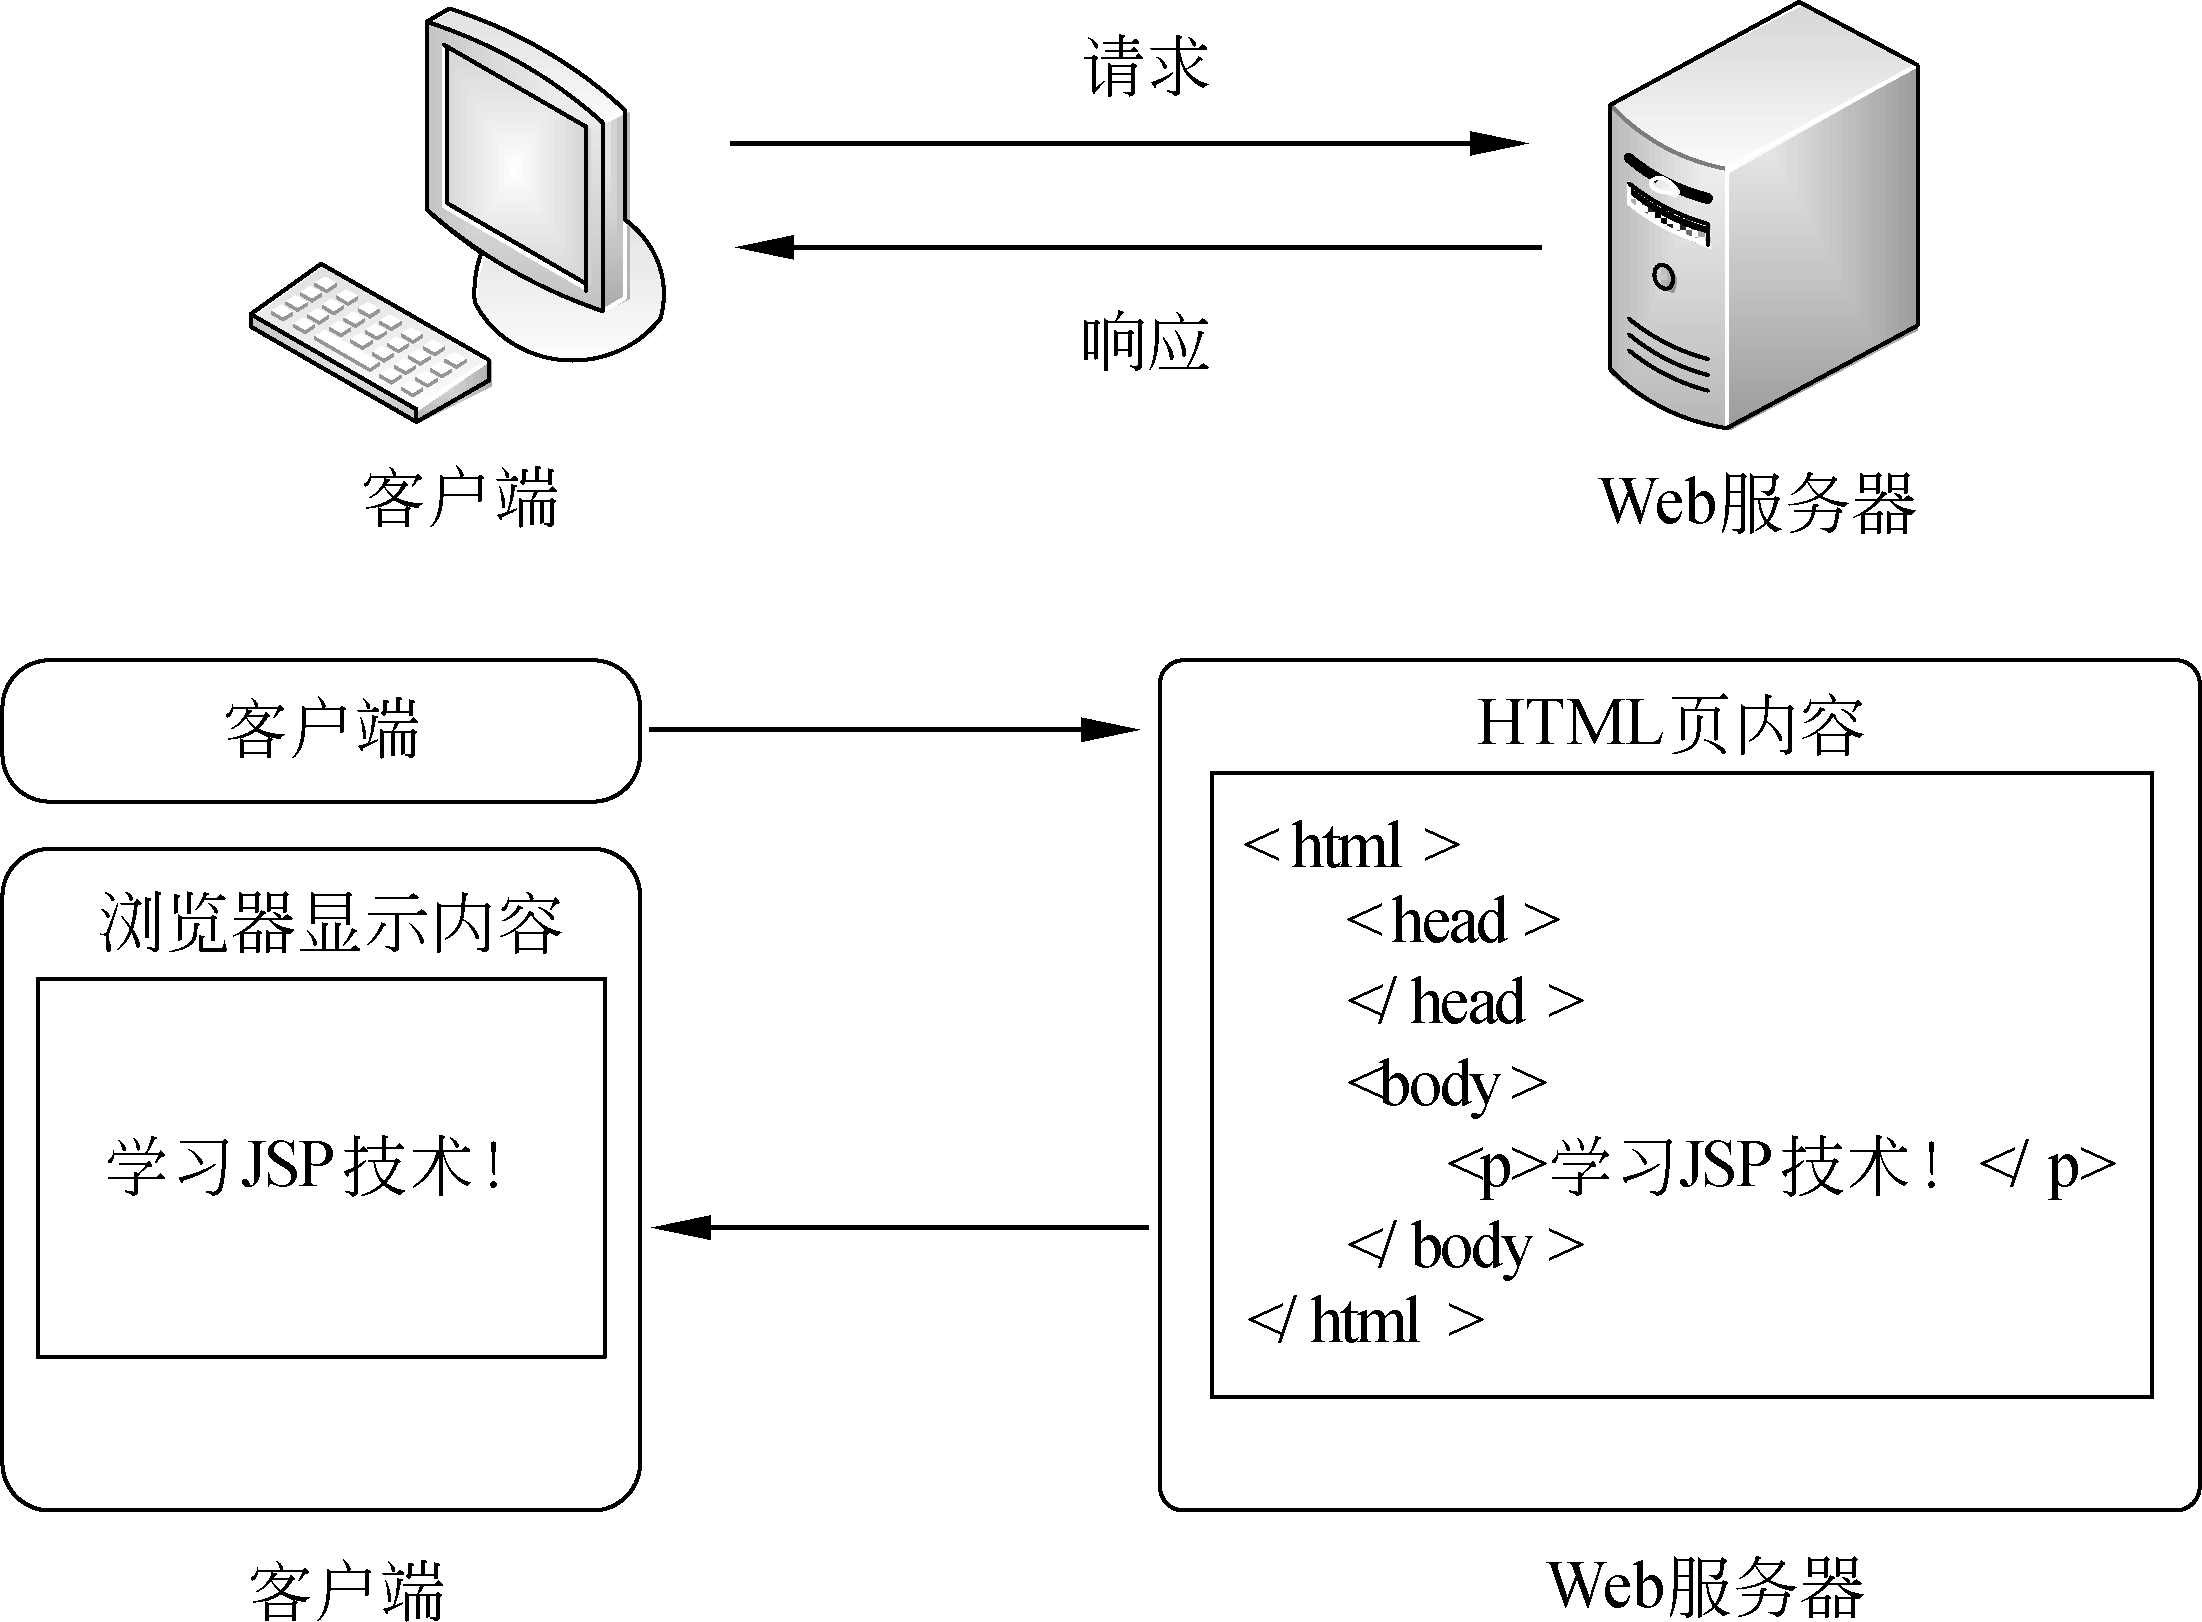 请求
响应
客户端
Web服务器
客户端
HTML页内容
<html>
<head>
</head>
<body>
<p>学习JSP技术！</p>
</body>
</html>
浏览器显示内容
学习JSP技术！
客户端
Web服务器